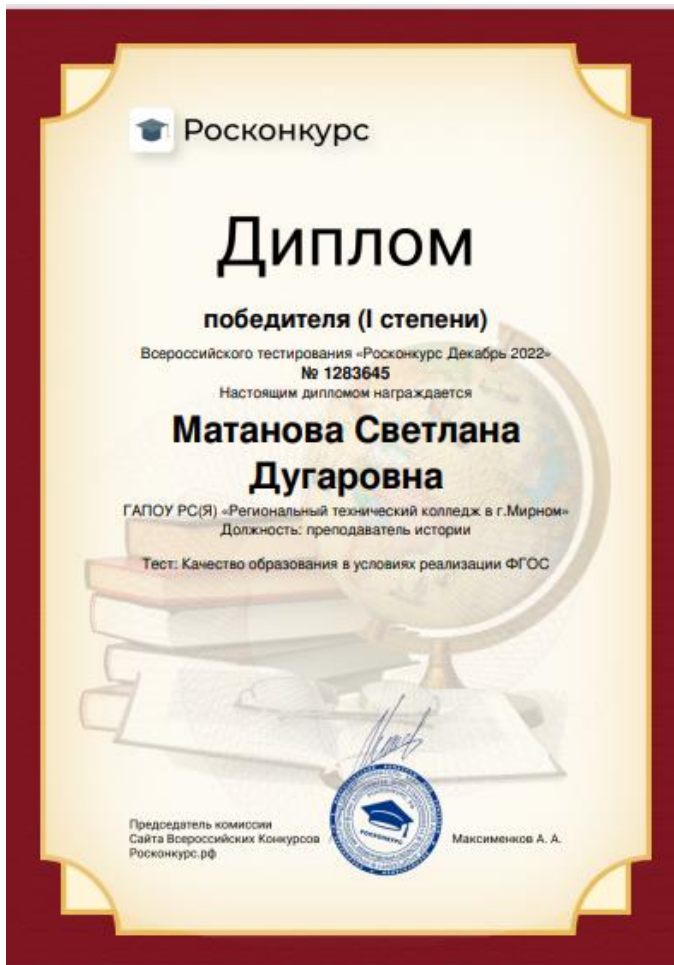 Росконкурс
Диплом
победителя (I степени)
Всероссийского тестирования «Росконкурс Декабрь 2022»
№ 1283645
Настоящим дипломом награждается
Матанова Светлана
Дугаровна
ГАПОУ РС(Я) «Региональный технический колледж в г.Мирном»
Должность: преподаватель истории
Тест: Качество образования в условиях реализации ФГОС
Председатель комиссии
Сайта Всероссийских Конкурсов
Росконкурс.рф
РОСКОНКУРС
Максименков А. А.